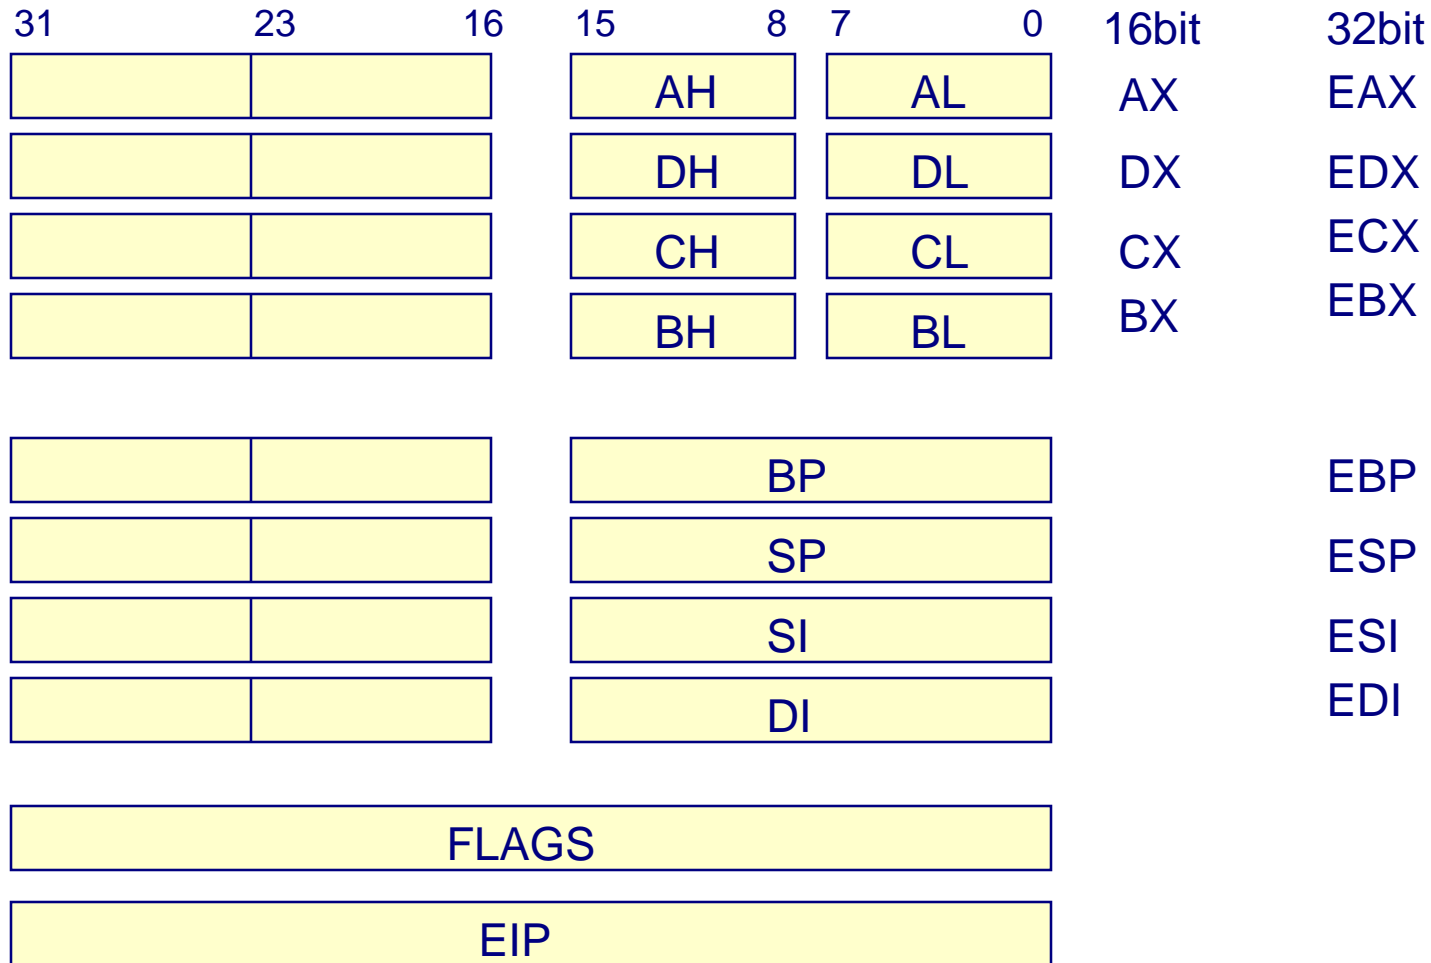 31 23 16 15 8 7 0 16bit 32bit
AH AL AX EAX
DH DL DX EDX
CH CL CX ECX
BH BL BX EBX
BP EBP
SP ESP
SI ESI
DI EDI
FLAGS
EIP